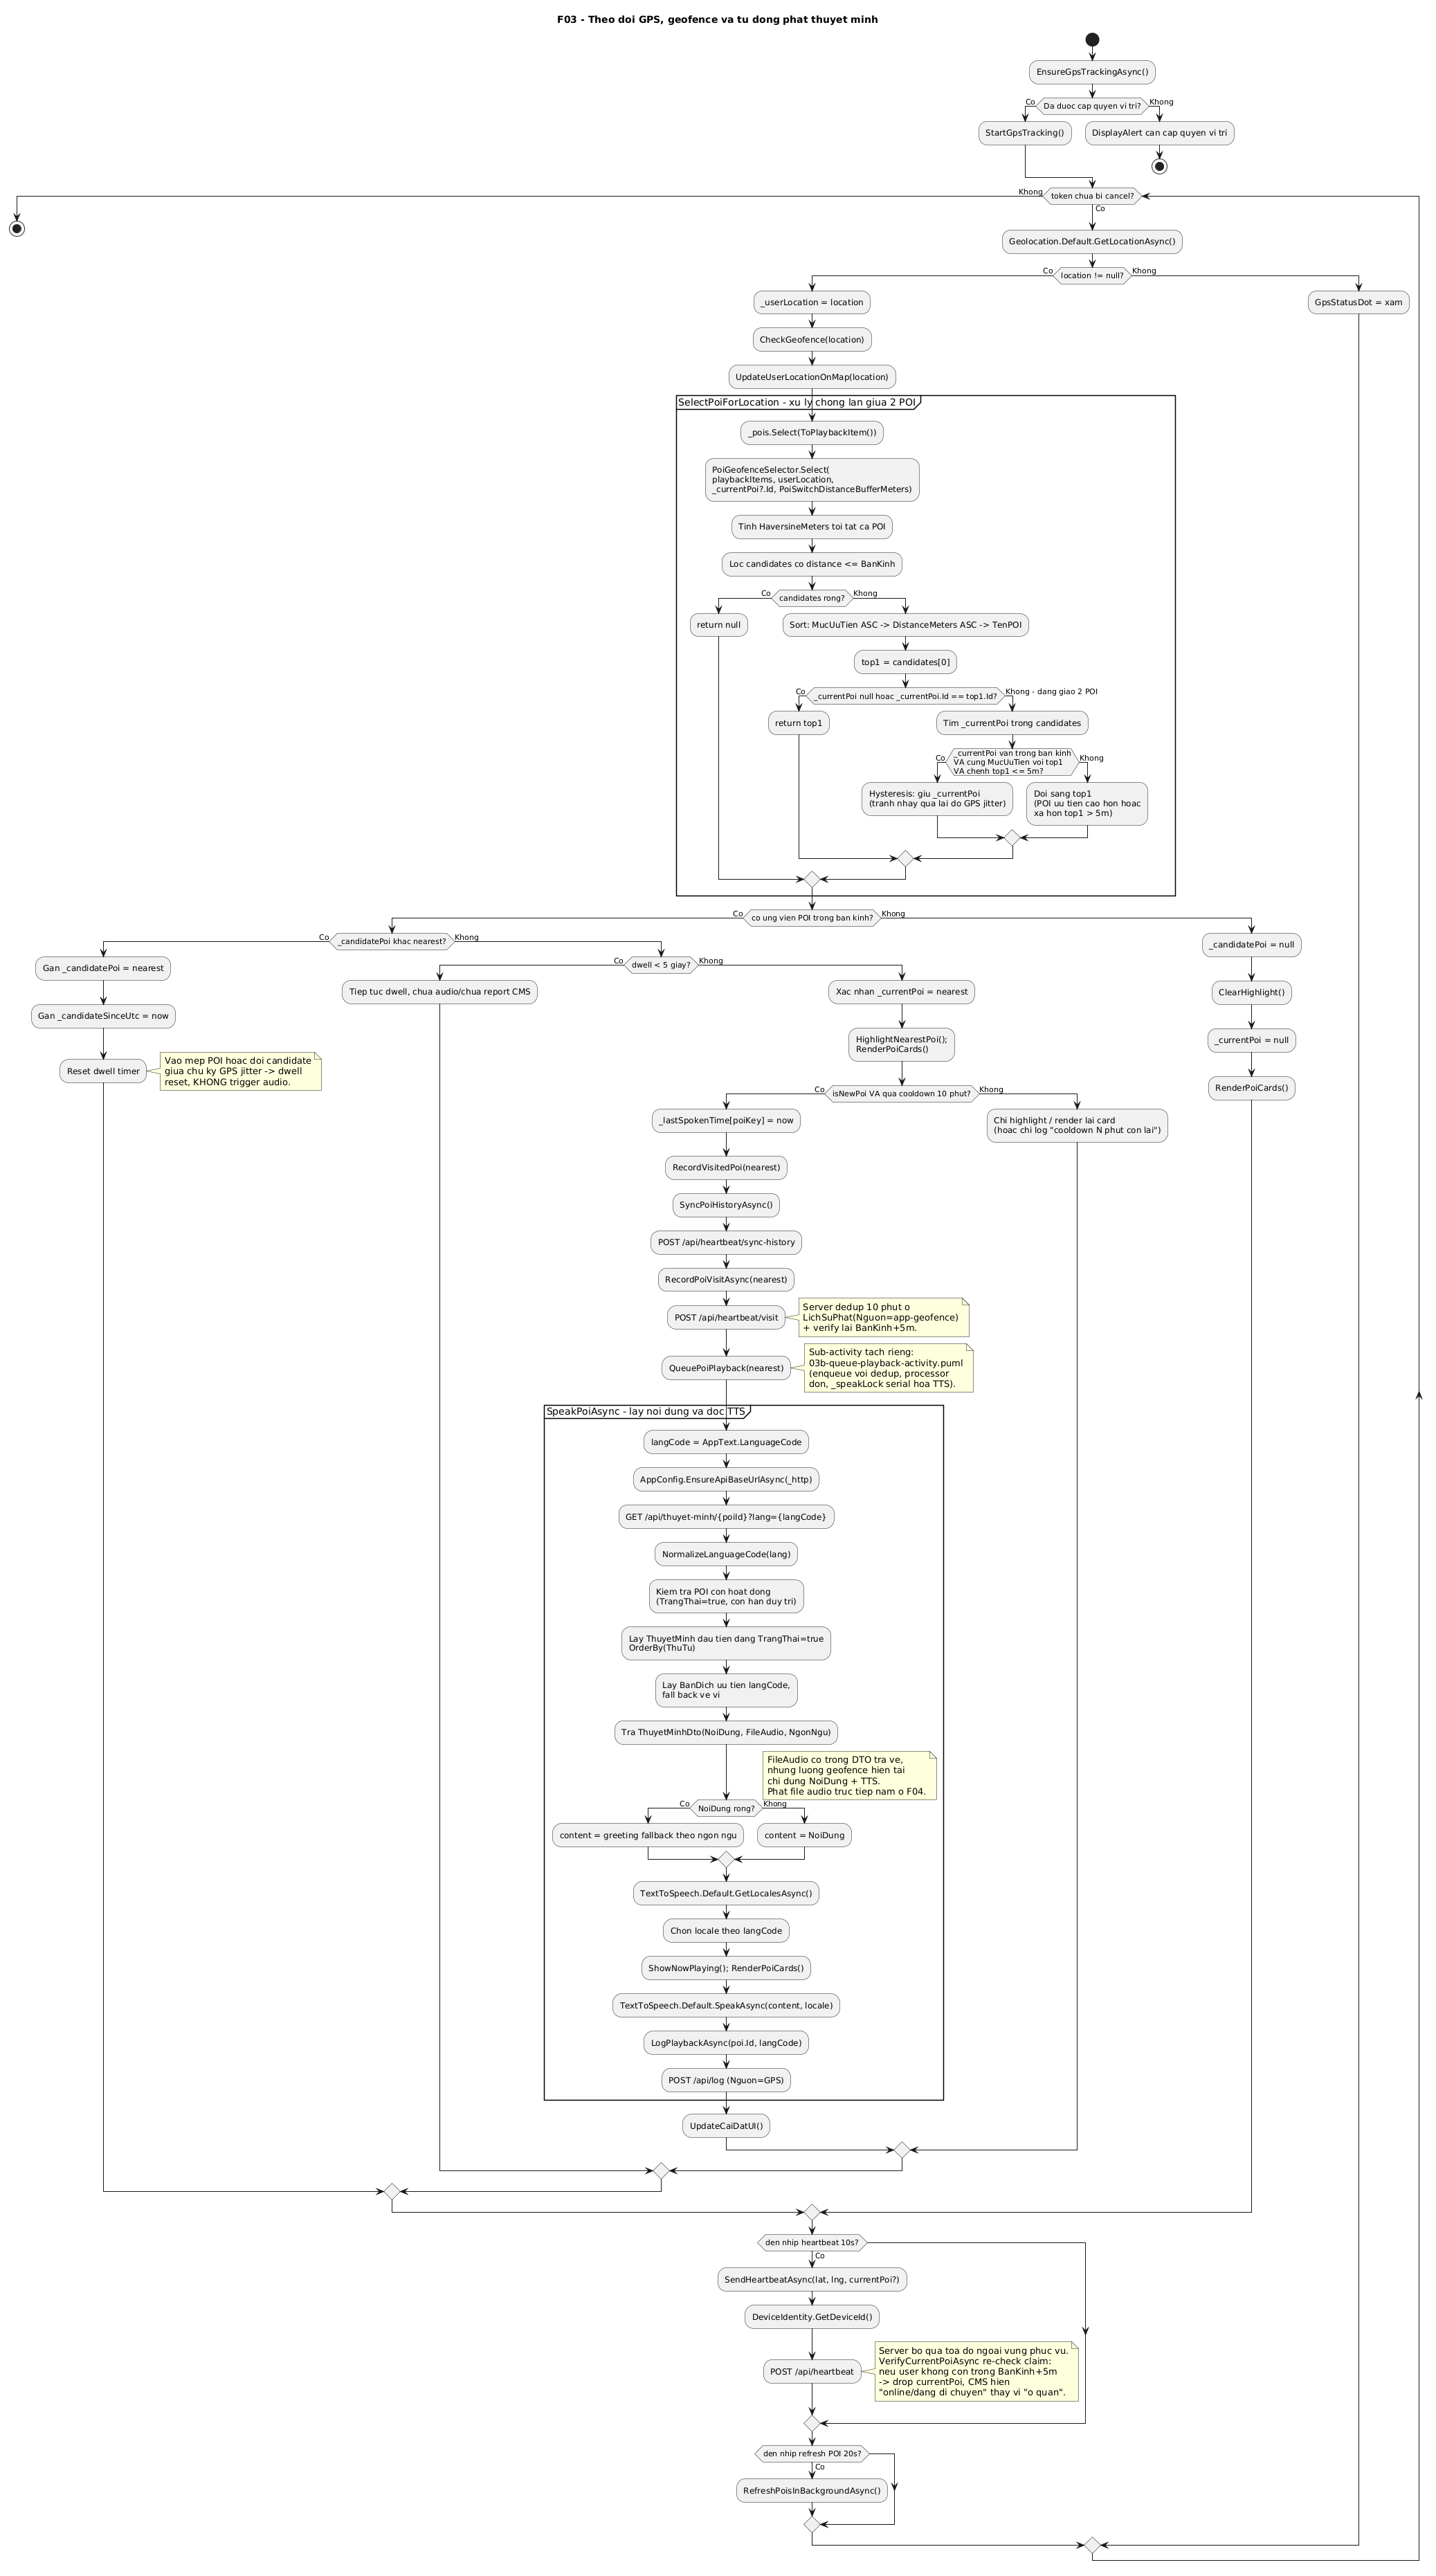 F03 - Theo doi GPS, geofence va tu dong phat thuyet minh
EnsureGpsTrackingAsync()
Da duoc cap quyen vi tri?
Co
Khong
StartGpsTracking()
DisplayAlert can cap quyen vi tri
token chua bi cancel?
Khong
Co
Geolocation.Default.GetLocationAsync()
location != null?
Co
Khong
_userLocation = location
GpsStatusDot = xam
CheckGeofence(location)
UpdateUserLocationOnMap(location)
SelectPoiForLocation - xu ly chong lan giua 2 POI
_pois.Select(ToPlaybackItem())
PoiGeofenceSelector.Select(
playbackItems, userLocation,
_currentPoi?.Id, PoiSwitchDistanceBufferMeters)
Tinh HaversineMeters toi tat ca POI
Loc candidates co distance <= BanKinh
candidates rong?
Co
Khong
return null
Sort: MucUuTien ASC -> DistanceMeters ASC -> TenPOI
top1 = candidates[0]
_currentPoi null hoac _currentPoi.Id == top1.Id?
Co
Khong - dang giao 2 POI
return top1
Tim _currentPoi trong candidates
_currentPoi van trong ban kinh
VA cung MucUuTien voi top1
VA chenh top1 <= 5m?
Co
Khong
Hysteresis: giu _currentPoi
(tranh nhay qua lai do GPS jitter)
Doi sang top1
(POI uu tien cao hon hoac
xa hon top1 > 5m)
co ung vien POI trong ban kinh?
Co
Khong
_candidatePoi khac nearest?
Co
Khong
_candidatePoi = null
Gan _candidatePoi = nearest
dwell < 5 giay?
Co
Khong
Tiep tuc dwell, chua audio/chua report CMS
Xac nhan _currentPoi = nearest
ClearHighlight()
Gan _candidateSinceUtc = now
HighlightNearestPoi();
RenderPoiCards()
_currentPoi = null
Reset dwell timer
Vao mep POI hoac doi candidate
giua chu ky GPS jitter -> dwell
reset, KHONG trigger audio.
RenderPoiCards()
isNewPoi VA qua cooldown 10 phut?
Co
Khong
_lastSpokenTime[poiKey] = now
Chi highlight / render lai card
(hoac chi log "cooldown N phut con lai")
RecordVisitedPoi(nearest)
SyncPoiHistoryAsync()
POST /api/heartbeat/sync-history
RecordPoiVisitAsync(nearest)
POST /api/heartbeat/visit
Server dedup 10 phut o
LichSuPhat(Nguon=app-geofence)
+ verify lai BanKinh+5m.
QueuePoiPlayback(nearest)
Sub-activity tach rieng:
03b-queue-playback-activity.puml
(enqueue voi dedup, processor
don, _speakLock serial hoa TTS).
SpeakPoiAsync - lay noi dung va doc TTS
langCode = AppText.LanguageCode
AppConfig.EnsureApiBaseUrlAsync(_http)
GET /api/thuyet-minh/{poiId}?lang={langCode}
NormalizeLanguageCode(lang)
Kiem tra POI con hoat dong
(TrangThai=true, con han duy tri)
Lay ThuyetMinh dau tien dang TrangThai=true
OrderBy(ThuTu)
Lay BanDich uu tien langCode,
fall back ve vi
Tra ThuyetMinhDto(NoiDung, FileAudio, NgonNgu)
FileAudio co trong DTO tra ve,
nhung luong geofence hien tai
chi dung NoiDung + TTS.
Phat file audio truc tiep nam o F04.
NoiDung rong?
Co
Khong
content = greeting fallback theo ngon ngu
content = NoiDung
TextToSpeech.Default.GetLocalesAsync()
Chon locale theo langCode
ShowNowPlaying(); RenderPoiCards()
TextToSpeech.Default.SpeakAsync(content, locale)
LogPlaybackAsync(poi.Id, langCode)
POST /api/log (Nguon=GPS)
UpdateCaiDatUI()
den nhip heartbeat 10s?
Co
SendHeartbeatAsync(lat, lng, currentPoi?)
DeviceIdentity.GetDeviceId()
POST /api/heartbeat
Server bo qua toa do ngoai vung phuc vu.
VerifyCurrentPoiAsync re-check claim:
neu user khong con trong BanKinh+5m
-> drop currentPoi, CMS hien
"online/dang di chuyen" thay vi "o quan".
den nhip refresh POI 20s?
Co
RefreshPoisInBackgroundAsync()